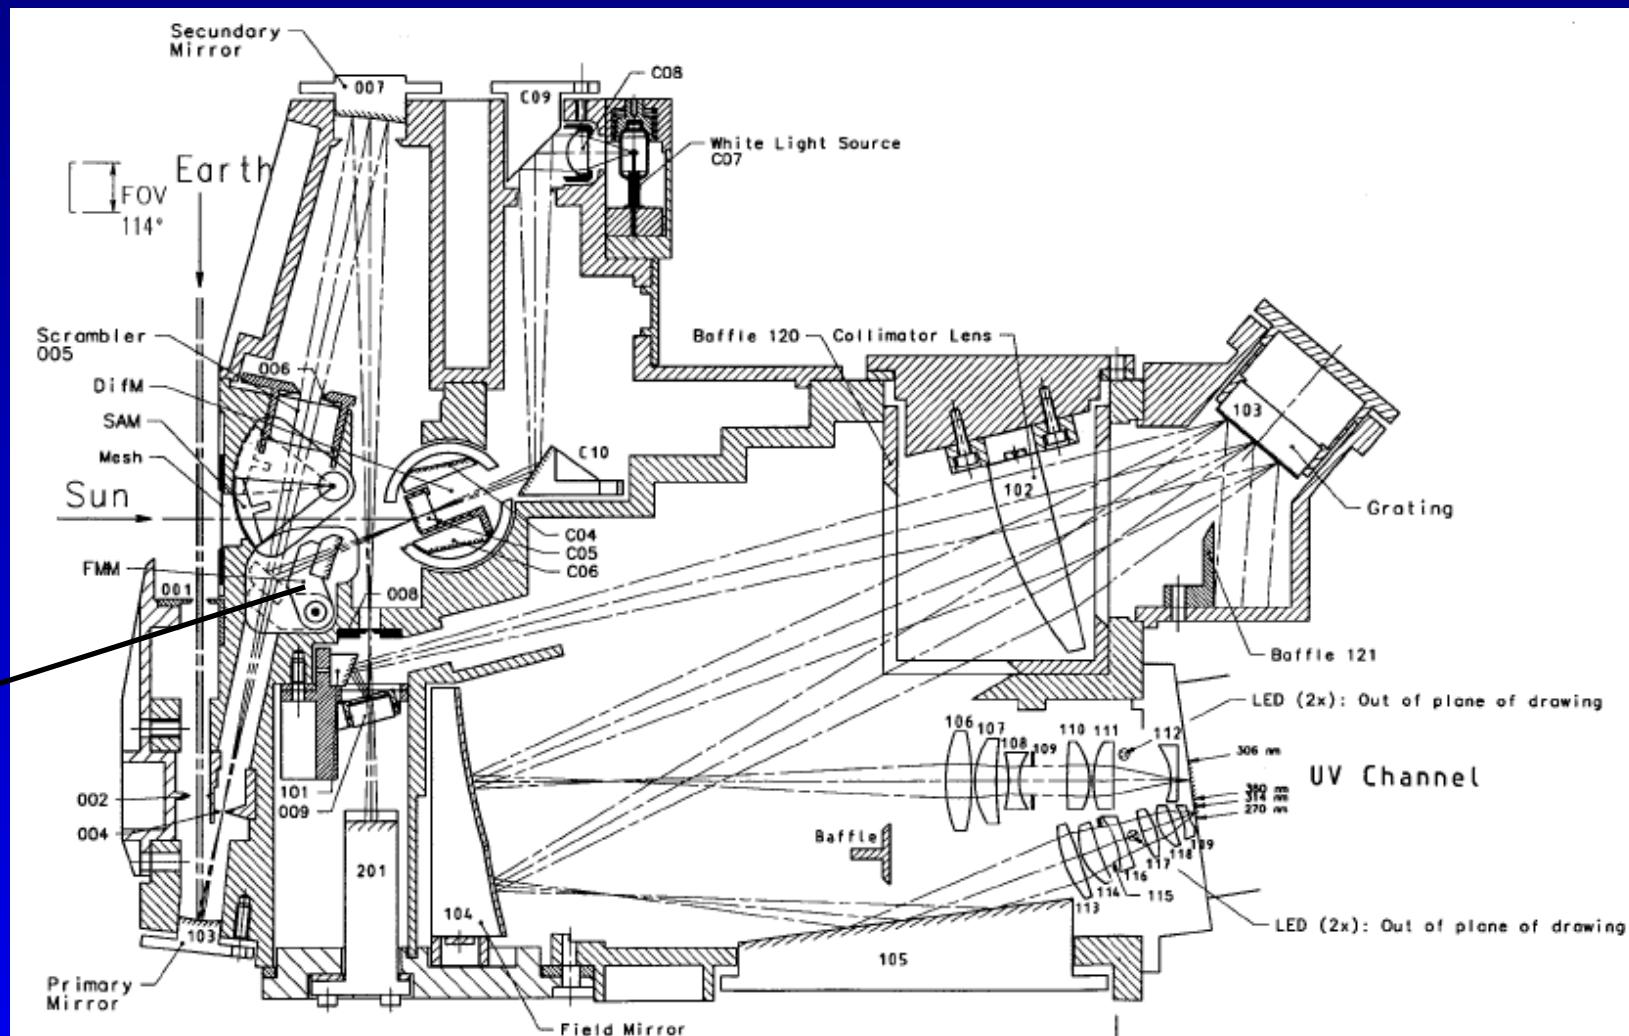 Secundary
Mirror
007
C09
C08
White Light Source
C07
Earth
FOV
114°
Scrambler
005
006
DifM
SAM
Mesh
Sun
FMM
001
C10
C04
C05
C06
008
Baffle 120
Collimator Lens
102
103
Grating
Baffle 121
LED (2x): Out of plane of drawing
106
107
108
109
110
111
112
306 nm
UV Channel
380 nm
314 nm
270 nm
002
004
101
009
201
104
Baffle
113
114
115
116
117
118
109
LED (2x): Out of plane of drawing
105
103
Primary
Mirror
Field Mirror